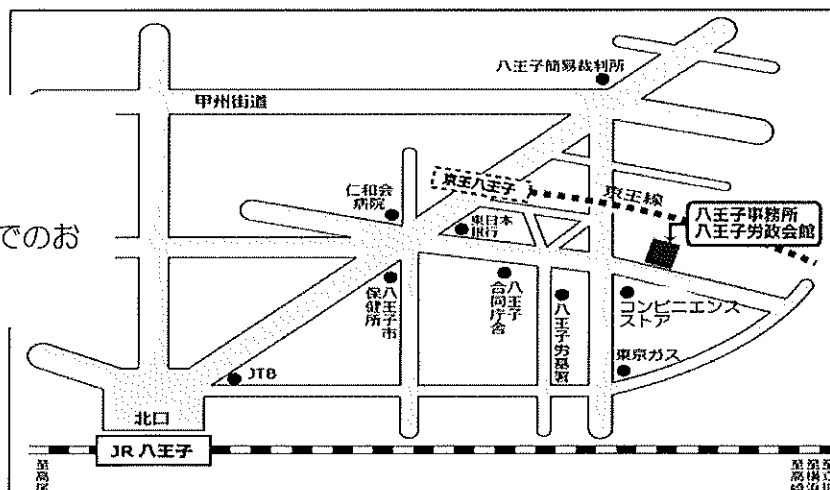 八王子簡易裁判所
甲州街道
仁和会
病院
京王八王子
京王線
東日本
銀行
八王子事務所
八王子労政会館
でのお
八王子市
保健所
八王子
合同庁舎
八王子労基署
コンビニエンス
ストア
東京ガス
JTB
北口
JR 八王子
至高尾